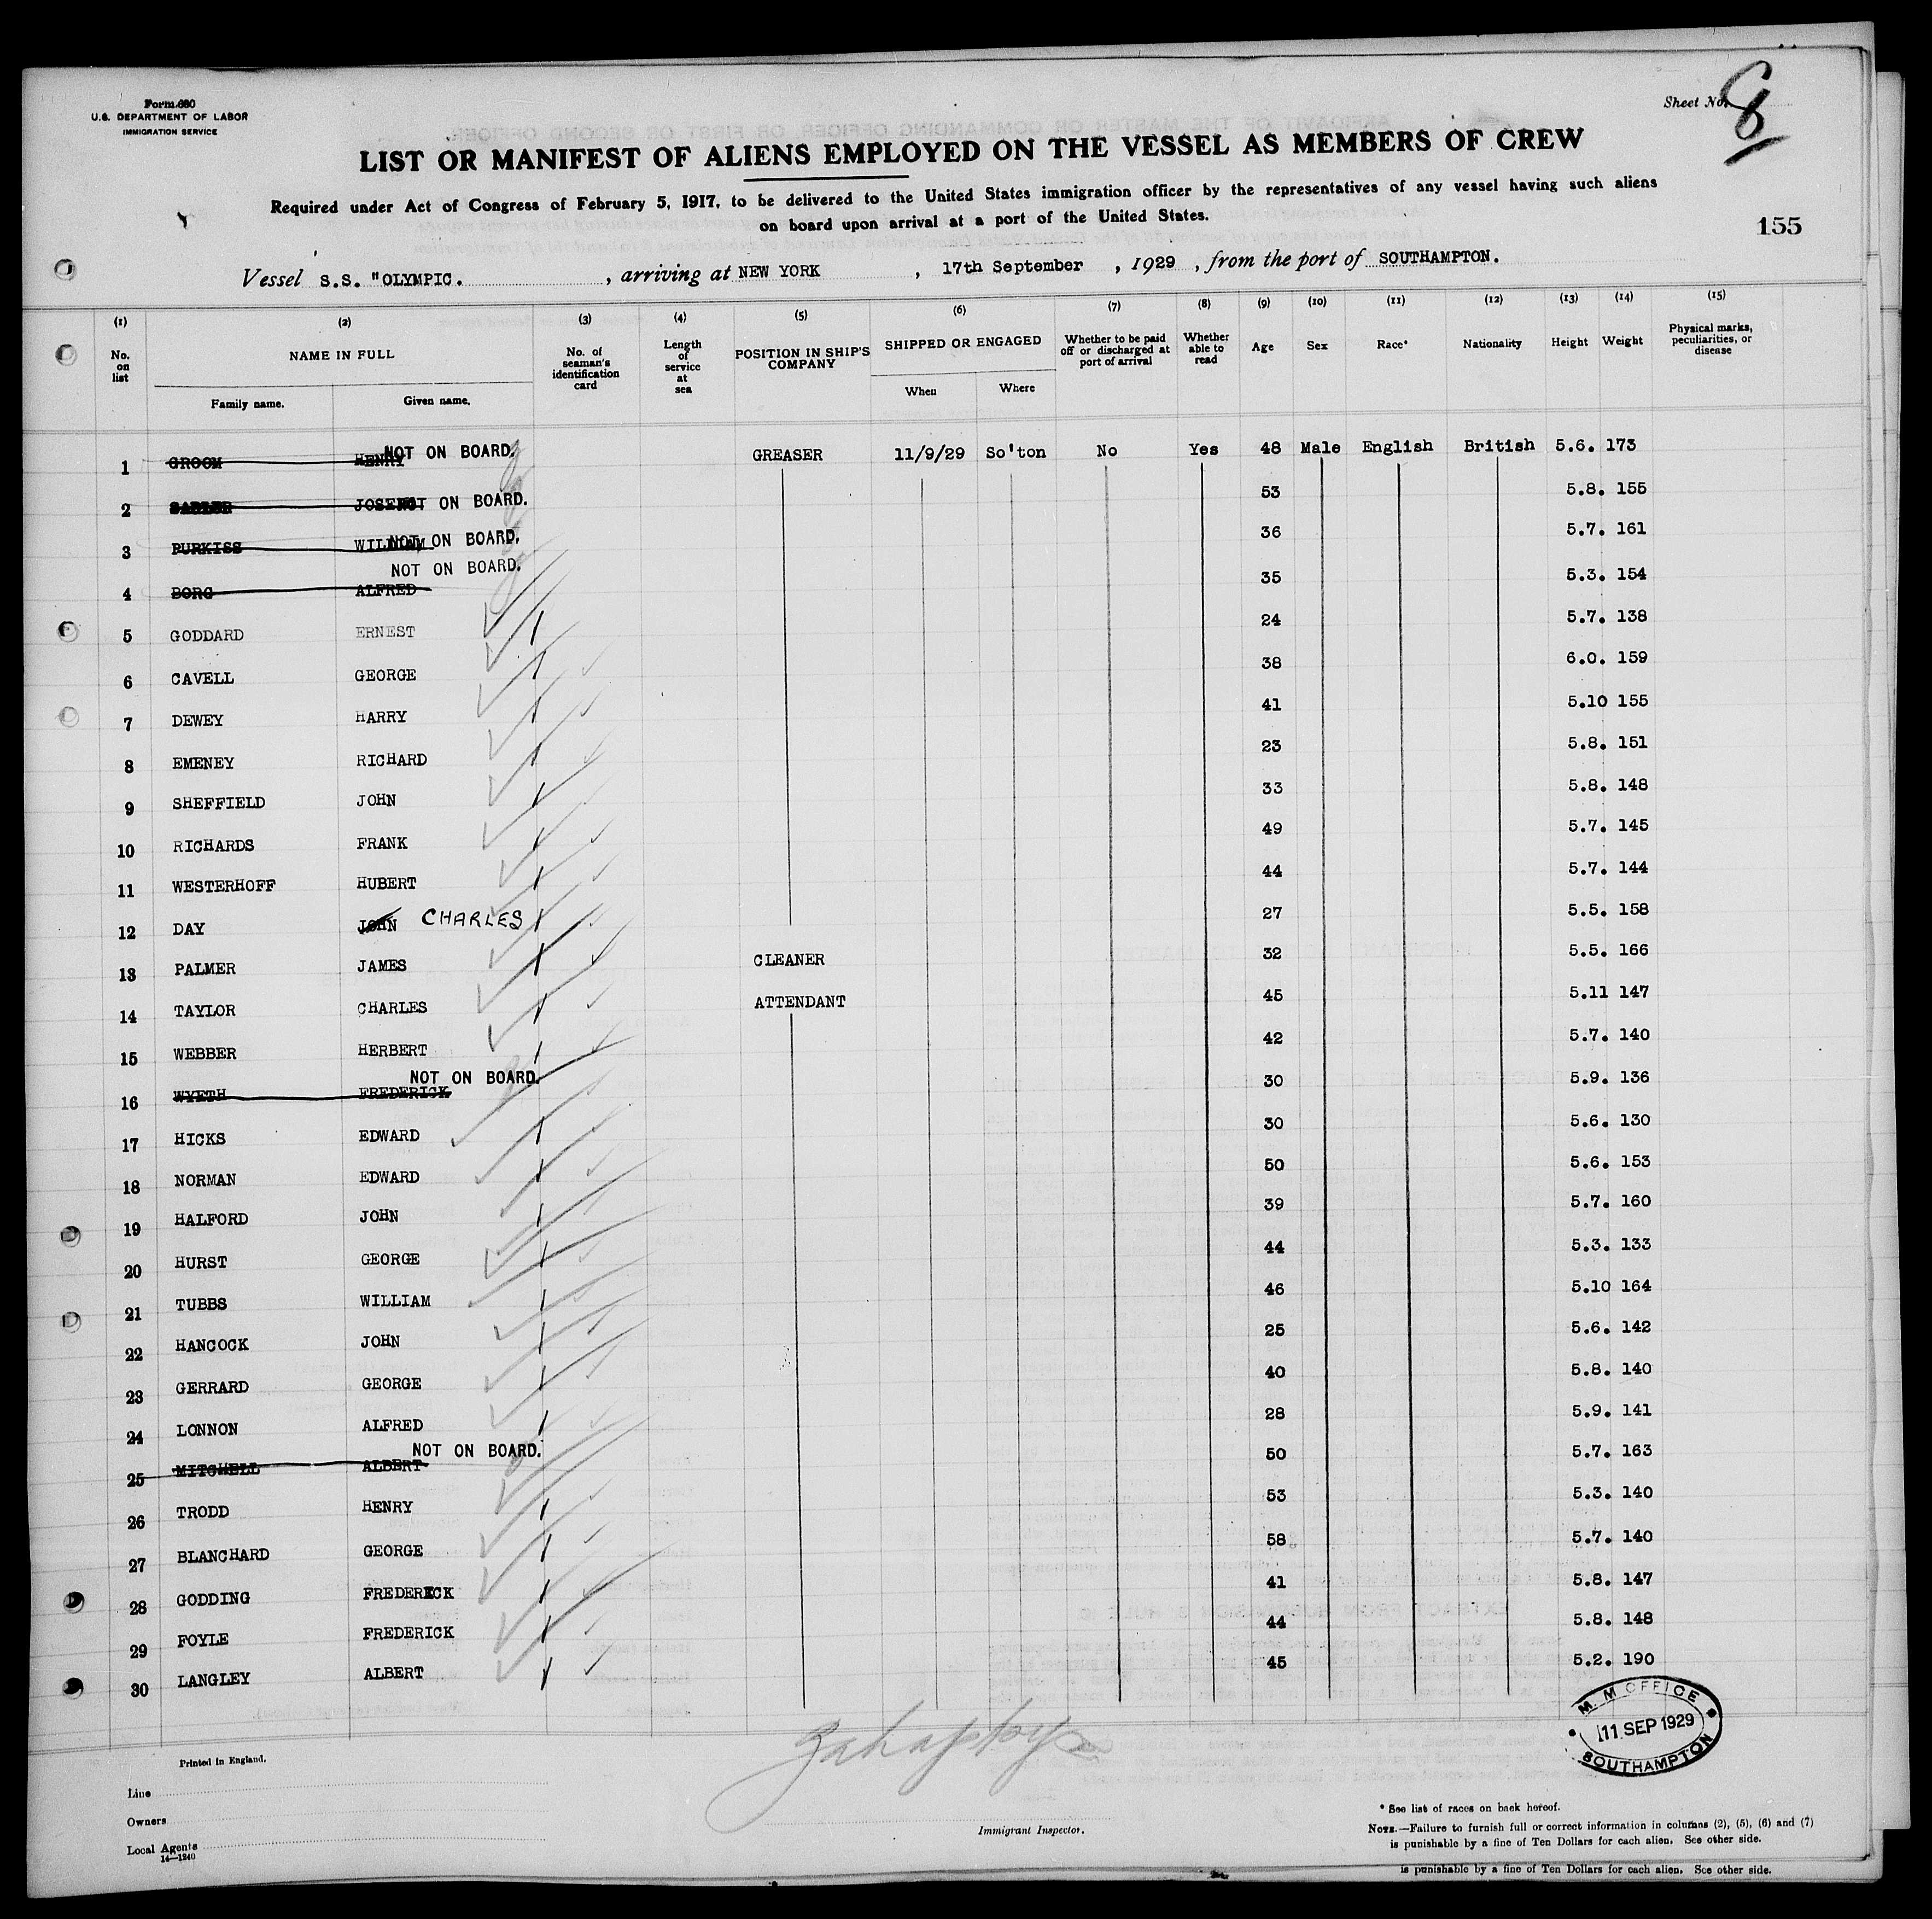 Form 680
U.S. DEPARTMENT OF LABOR
IMMIGRATION SERVICE
Sheet No. 8
LIST OR MANIFEST OF ALIENS EMPLOYED ON THE VESSEL AS MEMBERS OF CREW
Required under Act of Congress of February 5, 1917, to be delivered to the United States immigration officer by the representatives of any vessel having such aliens
on board upon arrival at a port of the United States.
155
Vessel S.S. "OLYMPIC. , arriving at NEW YORK , 17th September , 1929 , from the port of SOUTHAMPTON.
(1) (2) (3) (4) (5) (6) (7) (8) (9) (10) (11) (12) (13) (14) (15)
No. on list NAME IN FULL No. of seaman's identification card Length of service at sea POSITION IN SHIP'S COMPANY SHIPPED OR ENGAGED Whether to be paid off or discharged at port of arrival Whether able to read Age Sex Race* Nationality Height Weight Physical marks, peculiarities, or disease
Family name. Given name. When Where
1 GROOM HENRY NOT ON BOARD. GREASER 11/9/29 So'ton No Yes 48 Male English British 5.6. 173
2 SADLER JOSEPH NOT ON BOARD. 53 5.8. 155
3 PURKISS WILLIAM NOT ON BOARD. 36 5.7. 161
NOT ON BOARD.
4 BORG ALFRED 35 5.3. 154
5 GODDARD ERNEST 24 5.7. 138
6 CAVELL GEORGE 38 6.0. 159
7 DEWEY HARRY 41 5.10 155
8 EMENEY RICHARD 23 5.8. 151
9 SHEFFIELD JOHN 33 5.8. 148
10 RICHARDS FRANK 49 5.7. 145
11 WESTERHOFF HUBERT 44 5.7. 144
12 DAY JOHN CHARLES 27 5.5. 158
13 PALMER JAMES CLEANER 32 5.5. 166
14 TAYLOR CHARLES ATTENDANT 45 5.11 147
15 WEBBER HERBERT 42 5.7. 140
NOT ON BOARD.
16 WYETH FREDERICK 30 5.9. 136
17 HICKS EDWARD 30 5.6. 130
18 NORMAN EDWARD 50 5.6. 153
19 HALFORD JOHN 39 5.7. 160
20 HURST GEORGE 44 5.3. 133
21 TUBBS WILLIAM 46 5.10 164
22 HANCOCK JOHN 25 5.6. 142
23 GERRARD GEORGE 40 5.8. 140
24 LONNON ALFRED 28 5.9. 141
NOT ON BOARD.
25 MITCHELL ALBERT 50 5.7. 163
26 TRODD HENRY 53 5.3. 140
27 BLANCHARD GEORGE 58 5.7. 140
28 GODDING FREDERICK 41 5.8. 147
29 FOYLE FREDERICK 44 5.8. 148
30 LANGLEY ALBERT 45 5.2. 190
M. M OFFICE
11 SEP 1929
SOUTHAMPTON
Printed in England.
Line
Owners
Local Agents
14—1240
Immigrant Inspector.
* See list of races on back hereof.
NOTE.—Failure to furnish full or correct information in columns (2), (5), (6) and (7)
is punishable by a fine of Ten Dollars for each alien. See other side.
is punishable by a fine of Ten Dollars for each alien. See other side.